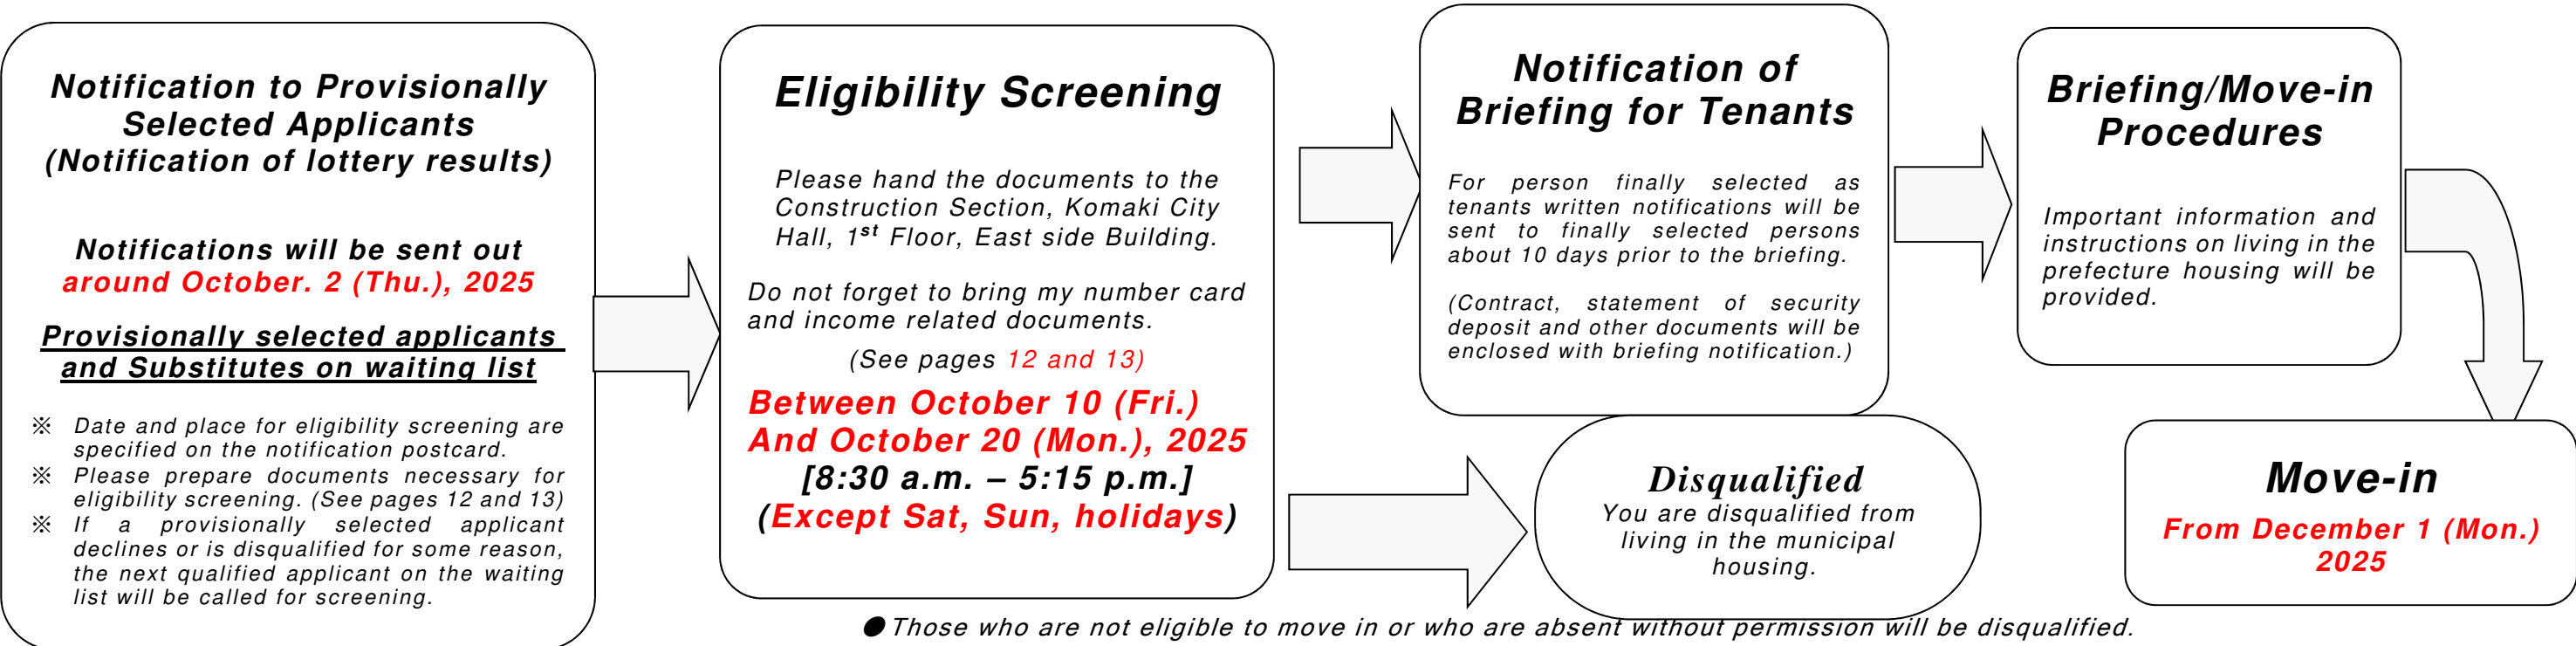 Notification to Provisionally
Selected Applicants
(Notification of lottery results)
Notifications will be sent out
around October. 2 (Thu.), 2025
Provisionally selected applicants
and Substitutes on waiting list
※ Date and place for eligibility screening are
specified on the notification postcard.
※ Please prepare documents necessary for
eligibility screening. (See pages 12 and 13)
※ If a provisionally selected applicant
declines or is disqualified for some reason,
the next qualified applicant on the waiting
list will be called for screening.
Eligibility Screening
Please hand the documents to the
Construction Section, Komaki City
Hall, 1st Floor, East side Building.
Do not forget to bring my number card
and income related documents.
(See pages 12 and 13)
Between October 10 (Fri.)
And October 20 (Mon.), 2025
[8:30 a.m. – 5:15 p.m.]
(Except Sat, Sun, holidays)
Notification of
Briefing for Tenants
For person finally selected as
tenants written notifications will be
sent to finally selected persons
about 10 days prior to the briefing.
(Contract, statement of security
deposit and other documents will be
enclosed with briefing notification.)
Disqualified
You are disqualified from
living in the municipal
housing.
Briefing/Move-in
Procedures
Important information and
instructions on living in the
prefecture housing will be
provided.
Move-in
From December 1 (Mon.)
2025
●Those who are not eligible to move in or who are absent without permission will be disqualified.